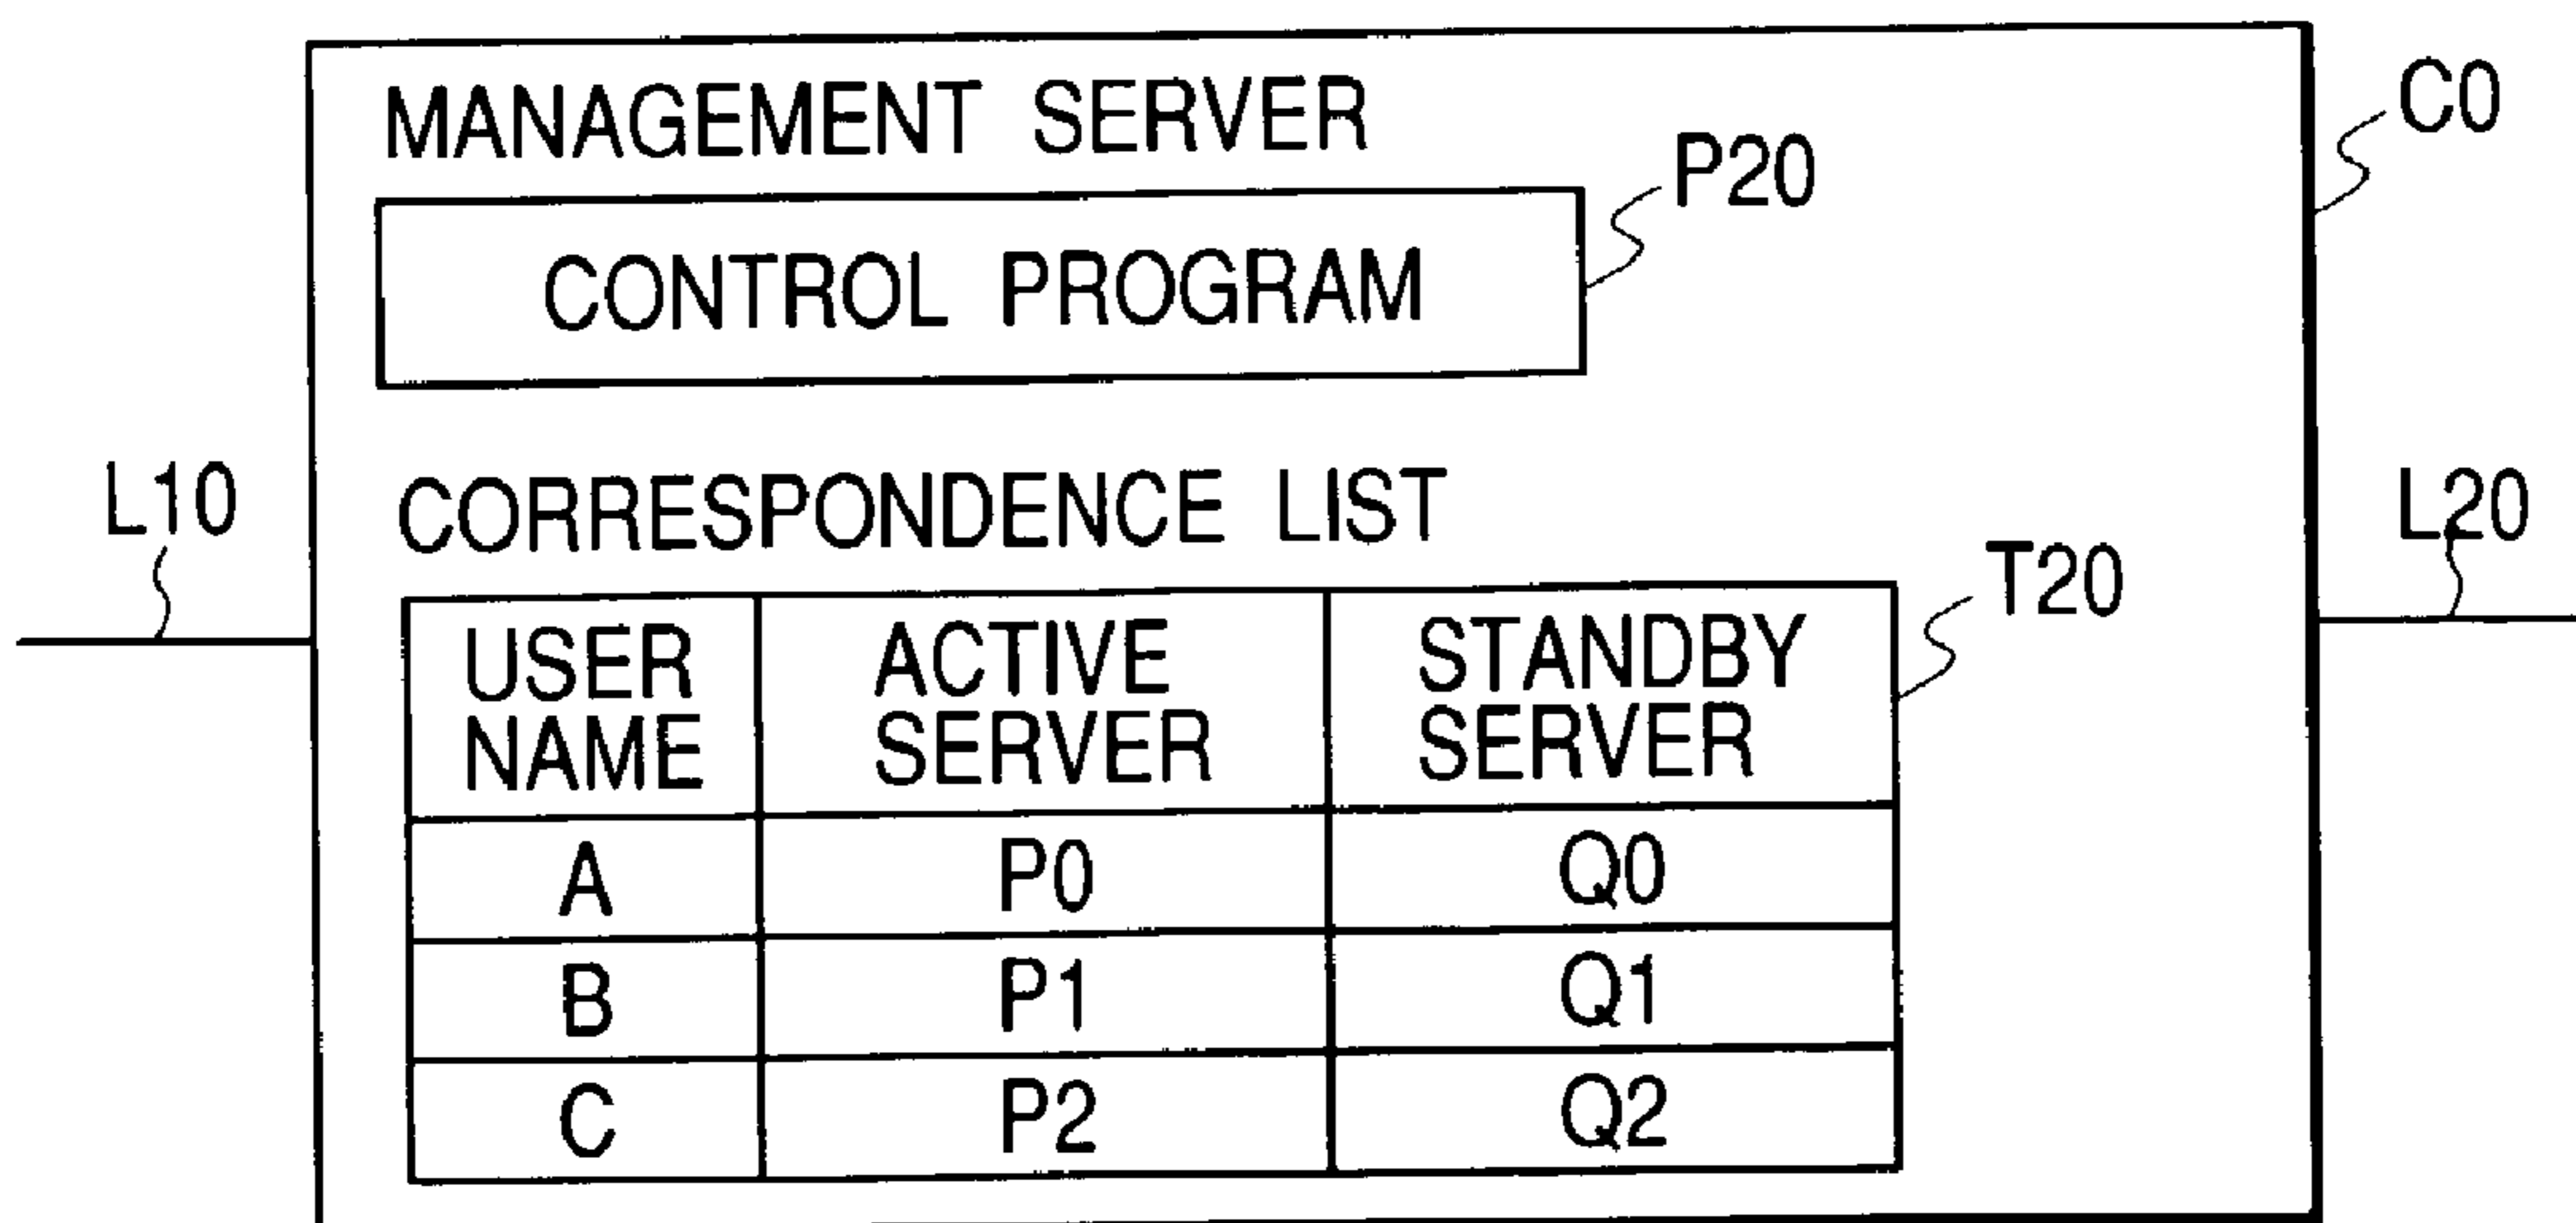 MANAGEMENT SERVER
C0
P20
CONTROL PROGRAM
L10
CORRESPONDENCE LIST
L20
T20
USER NAME
ACTIVE SERVER
STANDBY SERVER
A P0 Q0
B P1 Q1
C P2 Q2